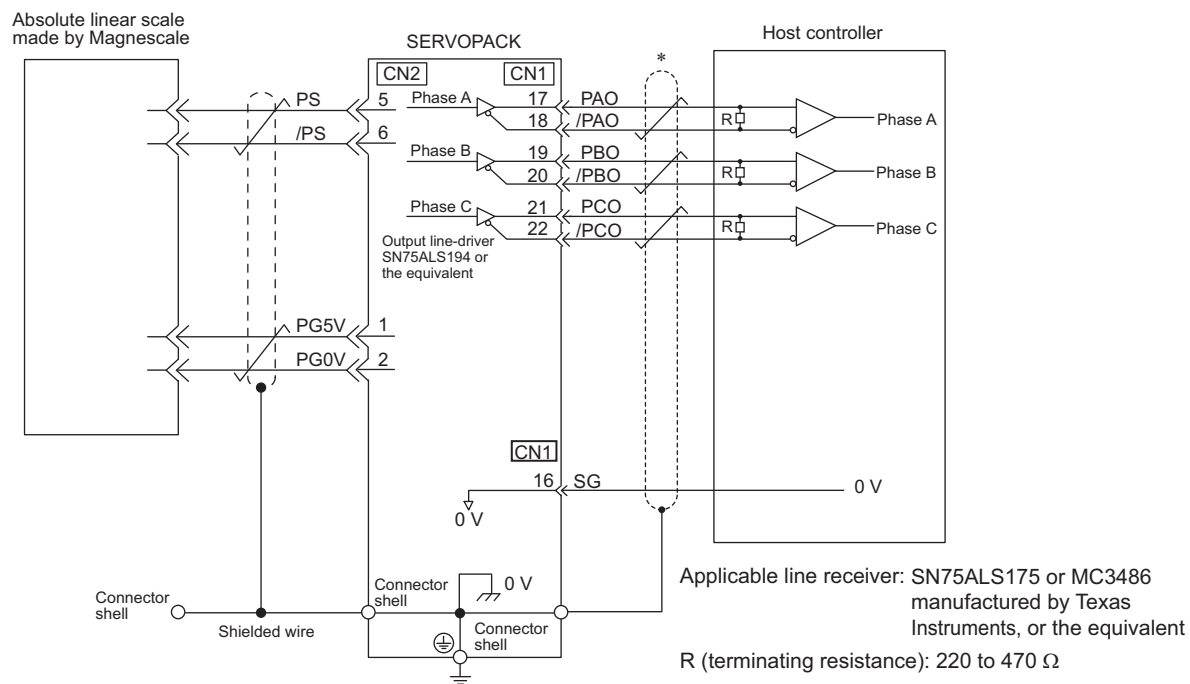 Absolute linear scale
made by Magnescale
SERVOPACK
Host controller
CN2
CN1
*
PS
5
/PS
6
Phase A
17
PAO
18
/PAO
R
Phase A
Phase B
19
PBO
20
/PBO
R
Phase B
Phase C
21
PCO
22
/PCO
R
Phase C
Output line-driver
SN75ALS194 or
the equivalent
PG5V
1
PG0V
2
CN1
16
SG
0 V
0 V
Connector
shell
Shielded wire
Connector
shell
0 V
Connector
shell
Applicable line receiver: SN75ALS175 or MC3486
manufactured by Texas
Instruments, or the equivalent
R (terminating resistance): 220 to 470 Ω